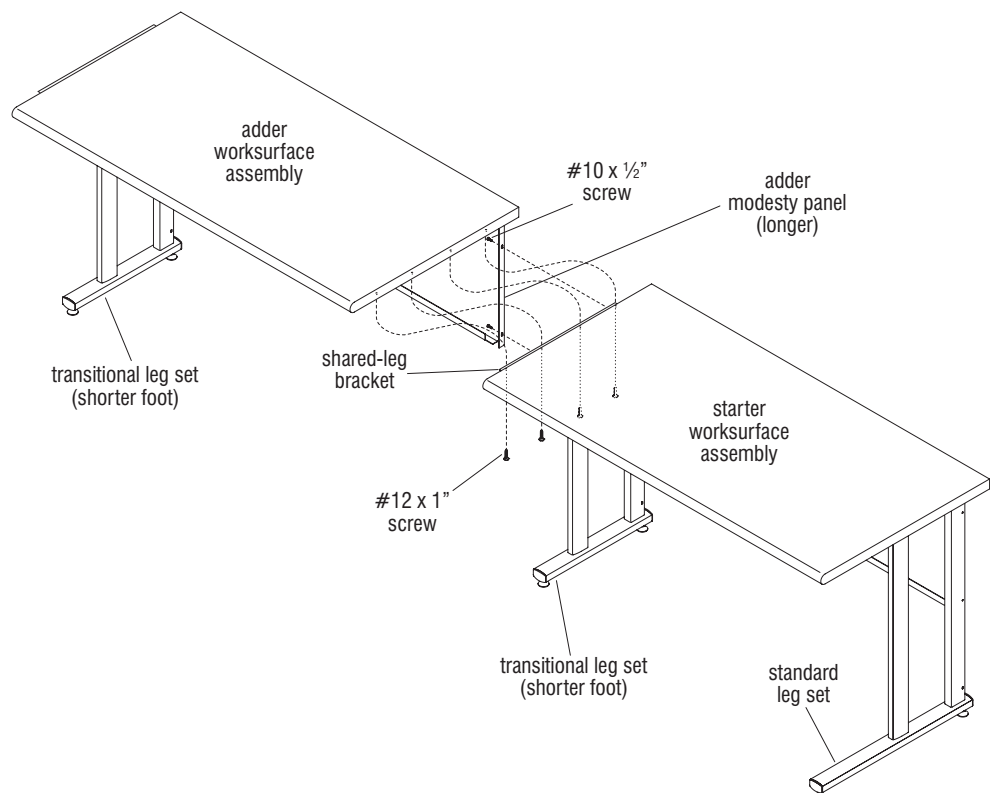 adder
worksurface
assembly
#10 x ½”
screw
adder
modesty panel
(longer)
shared-leg
bracket
transitional leg set
(shorter foot)
starter
worksurface
assembly
#12 x 1”
screw
transitional leg set
(shorter foot)
standard
leg set